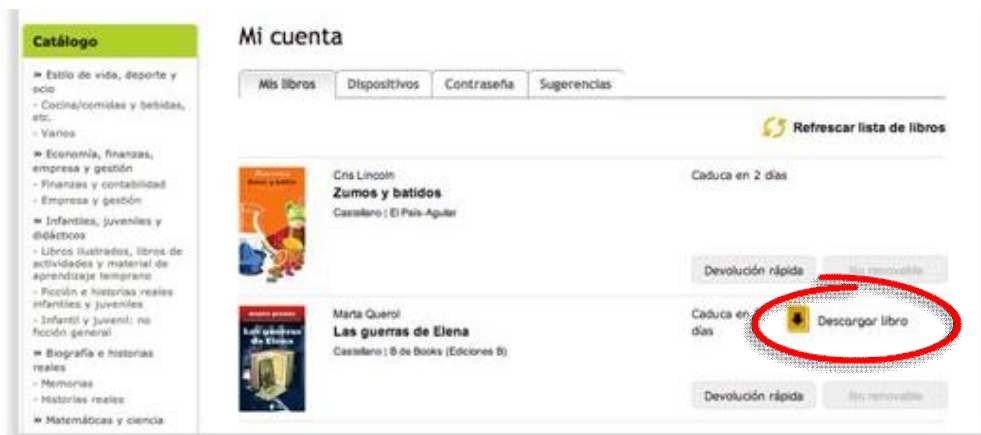 Catálogo
» Estilo de vida, deporte y
ocio
- Cocina/comidas y bebidas,
etc.
- Varios
» Economía, finanzas,
empresa y gestión
- Finanzas y contabilidad
- Empresa y gestión
» Infantiles, juveniles y
didácticos
- Libros ilustrados, libros de
actividades y material de
aprendizaje temprano
- Ficción e historias reales
infantiles y juveniles
- Infantil y juvenil: no
ficción general
» Biografía e historias
reales
- Memorias
- Historias reales
» Matemáticas y ciencia
Mi cuenta
Mis libros Dispositivos Contraseña Sugerencias
Refrescar lista de libros
Cris Lincoln
Zumos y batidos
Castellano | El País-Aguilar
Caduca en 2 días
Devolución rápida No renovable
Marta Querol
Las guerras de Elena
Castellano | B de Books (Ediciones B)
Las guerras
de Elena
Caduca en
días
Descargar libro
Devolución rápida No renovable